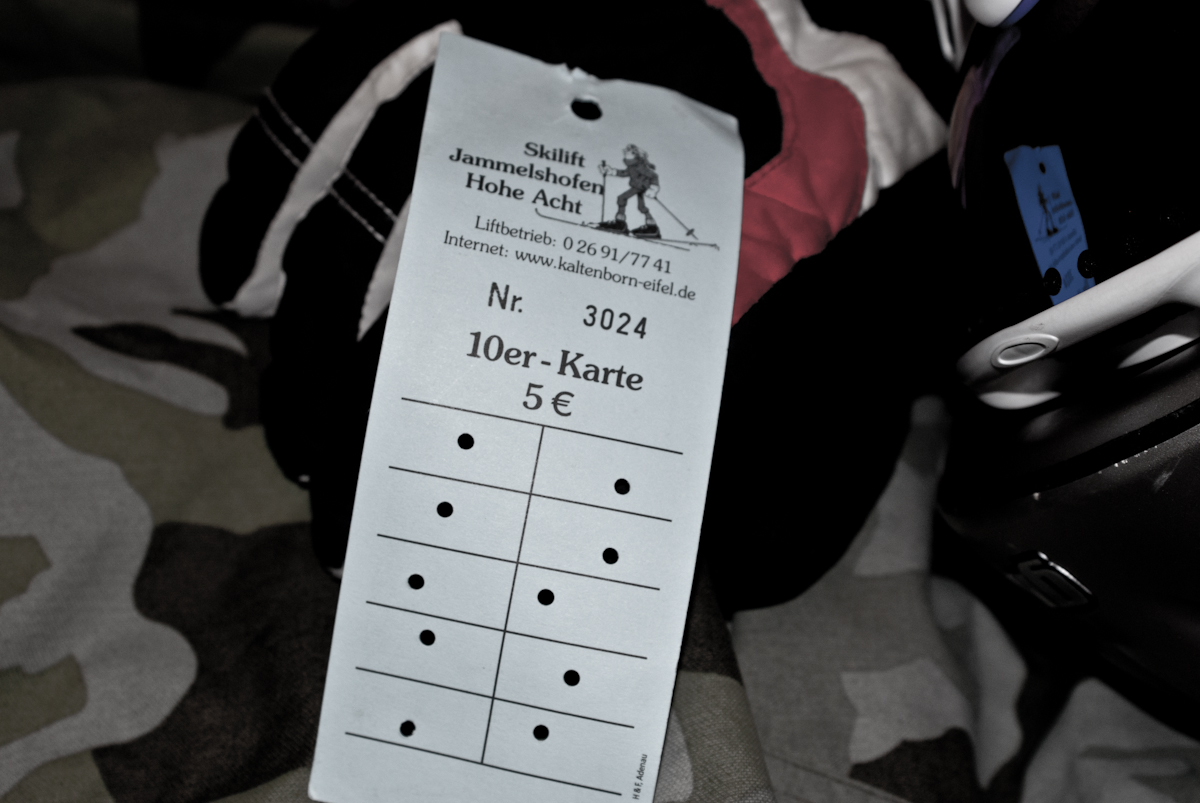 Skilift
Jammelshofen
Hohe Acht
Liftbetrieb: 0 26 91/77 41
Internet: www.kaltenborn-eifel.de
Nr. 3024
10er - Karte
5 €
H & F, Adenau